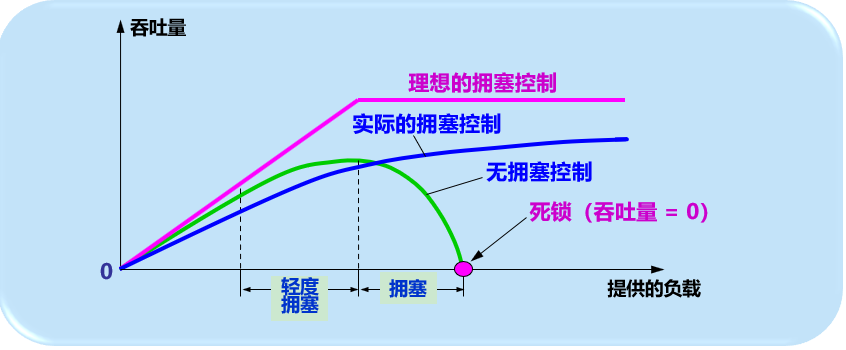 吞吐量
理想的拥塞控制
实际的拥塞控制
无拥塞控制
死锁（吞吐量 = 0）
0
轻度
拥塞
拥塞
提供的负载